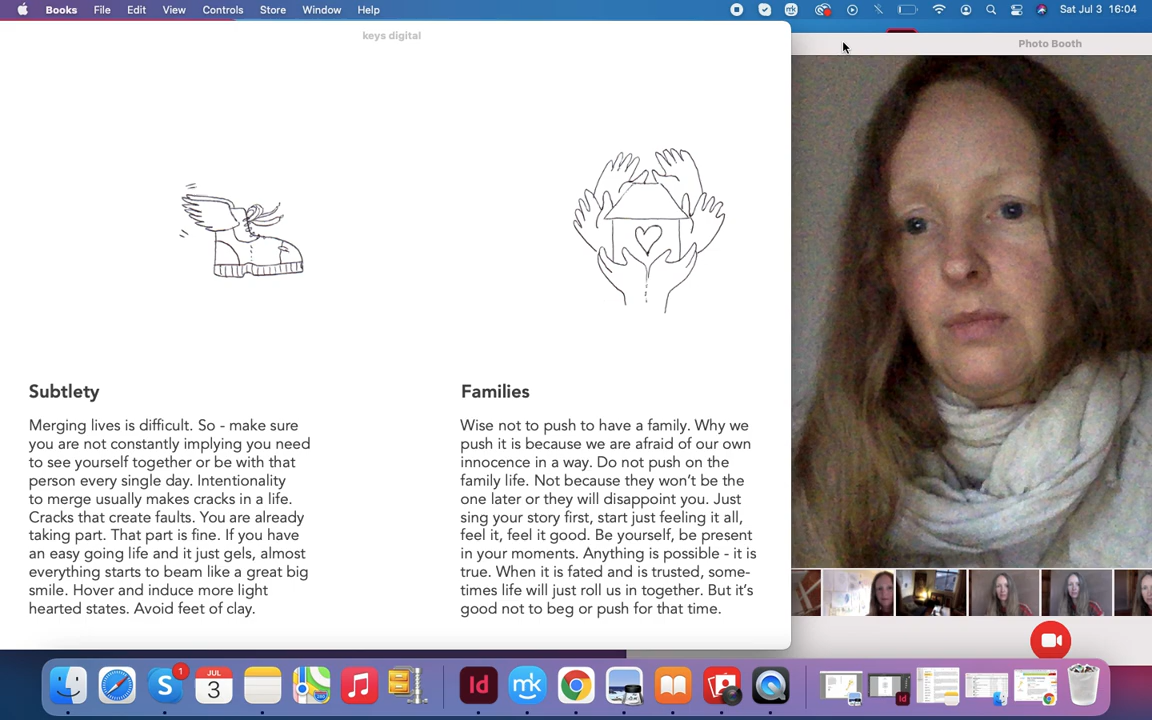 Books File Edit View Controls Store Window Help
mk
Sat Jul 3 16:04
keys digital
Photo Booth
Subtlety
Merging lives is difficult. So - make sure
you are not constantly implying you need
to see yourself together or be with that
person every single day. Intentionality
to merge usually makes cracks in a life.
Cracks that create faults. You are already
taking part. That part is fine. If you have
an easy going life and it just gels, almost
everything starts to beam like a great big
smile. Hover and induce more light
hearted states. Avoid feet of clay.
Families
Wise not to push to have a family. Why we
push it is because we are afraid of our own
innocence in a way. Do not push on the
family life. Not because they won't be the
one later or they will disappoint you. Just
sing your story first, start just feeling it all,
feel it, feel it good. Be yourself, be present
in your moments. Anything is possible - it is
true. When it is fated and is trusted, some-
times life will just roll us in together. But it's
good not to beg or push for that time.
S 1
JUL
3
Id
mk